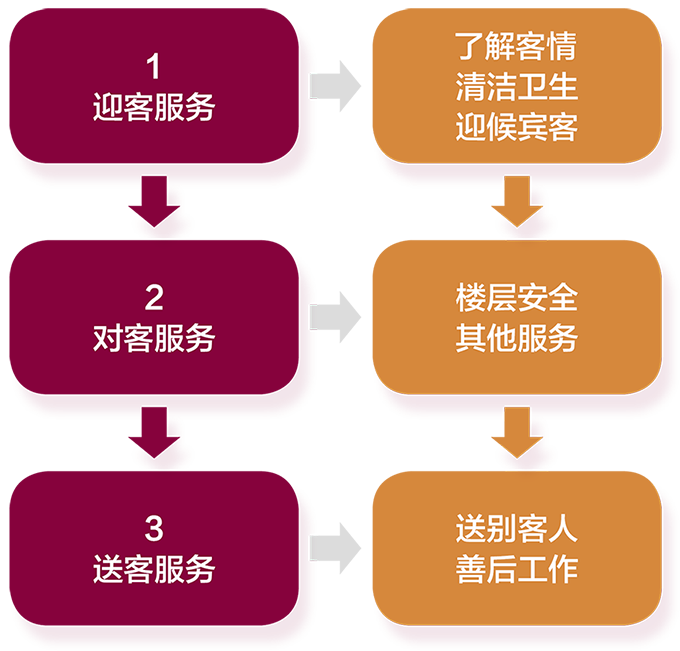 1
迎客服务
了解客情
清洁卫生
迎候宾客
2
对客服务
楼层安全
其他服务
3
送客服务
送别客人
善后工作